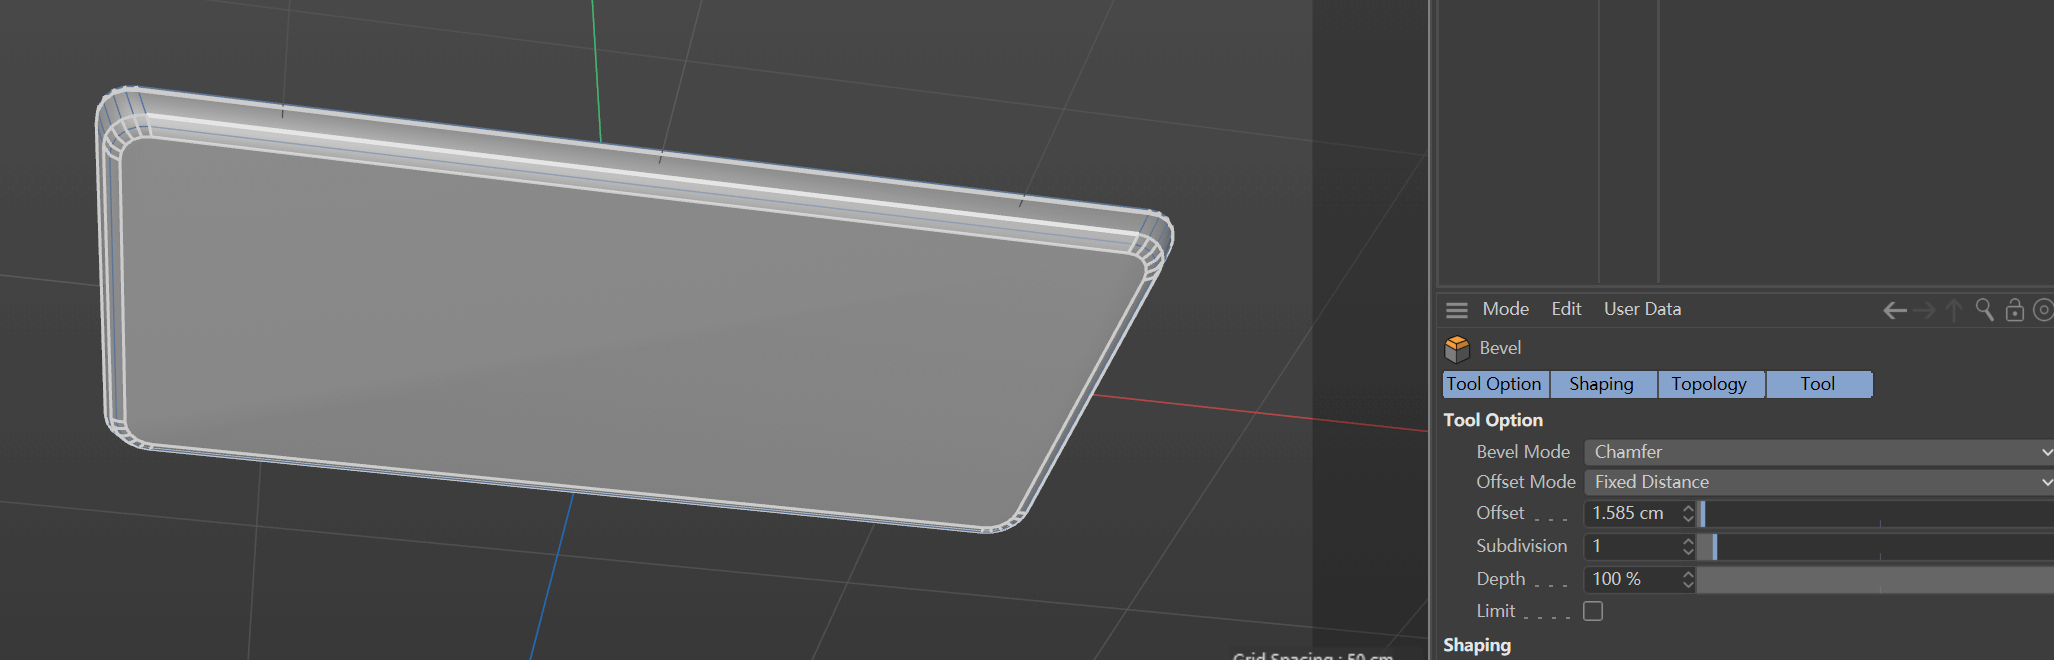 Mode Edit User Data
Bevel
Tool Option Shaping Topology Tool
Tool Option
Bevel Mode Chamfer
Offset Mode Fixed Distance
Offset . . . 1.585 cm
Subdivision 1
Depth . . . 100 %
Limit . . . .
Shaping
Grid Spacing : 50 cm